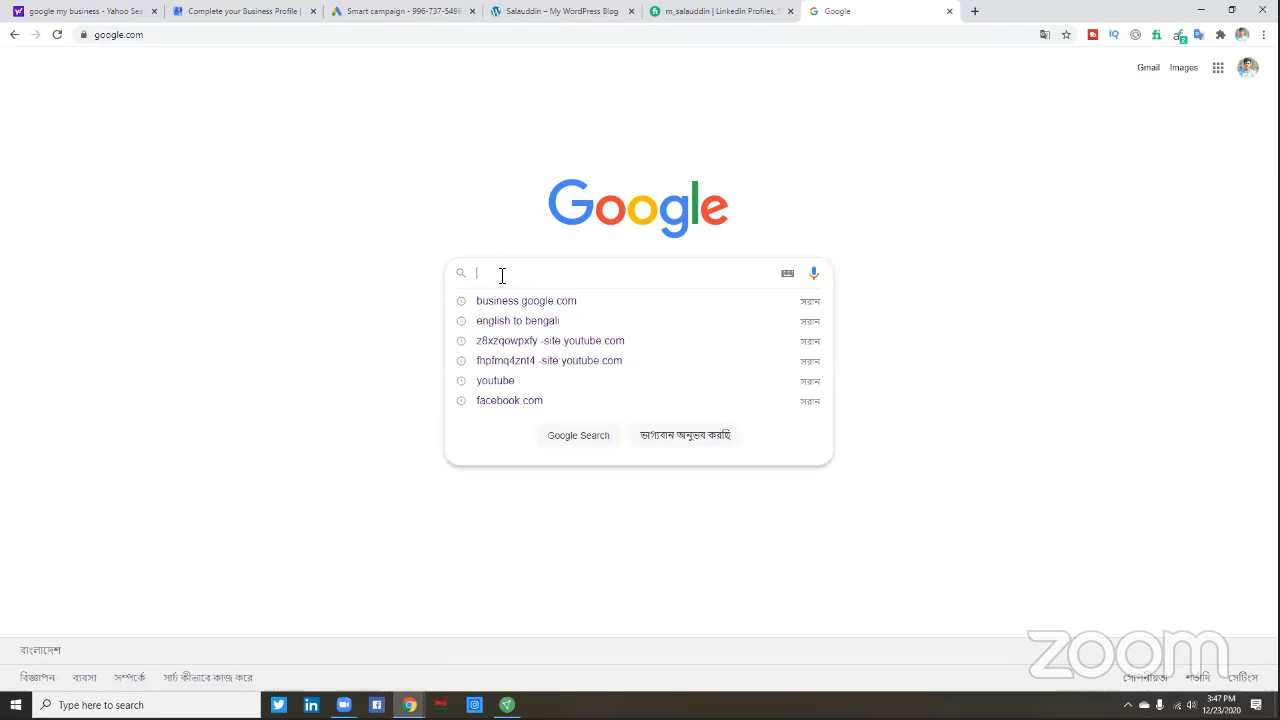 google my business - Yahoo Sea
Complete your Business Profile
Smart campaign - 996-737-5499
Salauddin – My WordPress Blog
m_salauddin | LinkedIn Profiles, S
Google
google.com
Gmail Images
Google
business.google.com সরান
english to bengali সরান
z8xzqowpxfy -site youtube.com সরান
fhpfmq4znt4 -site youtube.com সরান
youtube সরান
facebook.com সরান
Google Search ভাগ্যবান অনুভব করছি
zoom
বাংলাদেশ
বিজ্ঞাপন ব্যবসা সম্পর্কে সার্চ কীভাবে কাজ করে গোপনীয়তা শর্তাদি সেটিংস
Type here to search
3:47 PM
12/23/2020